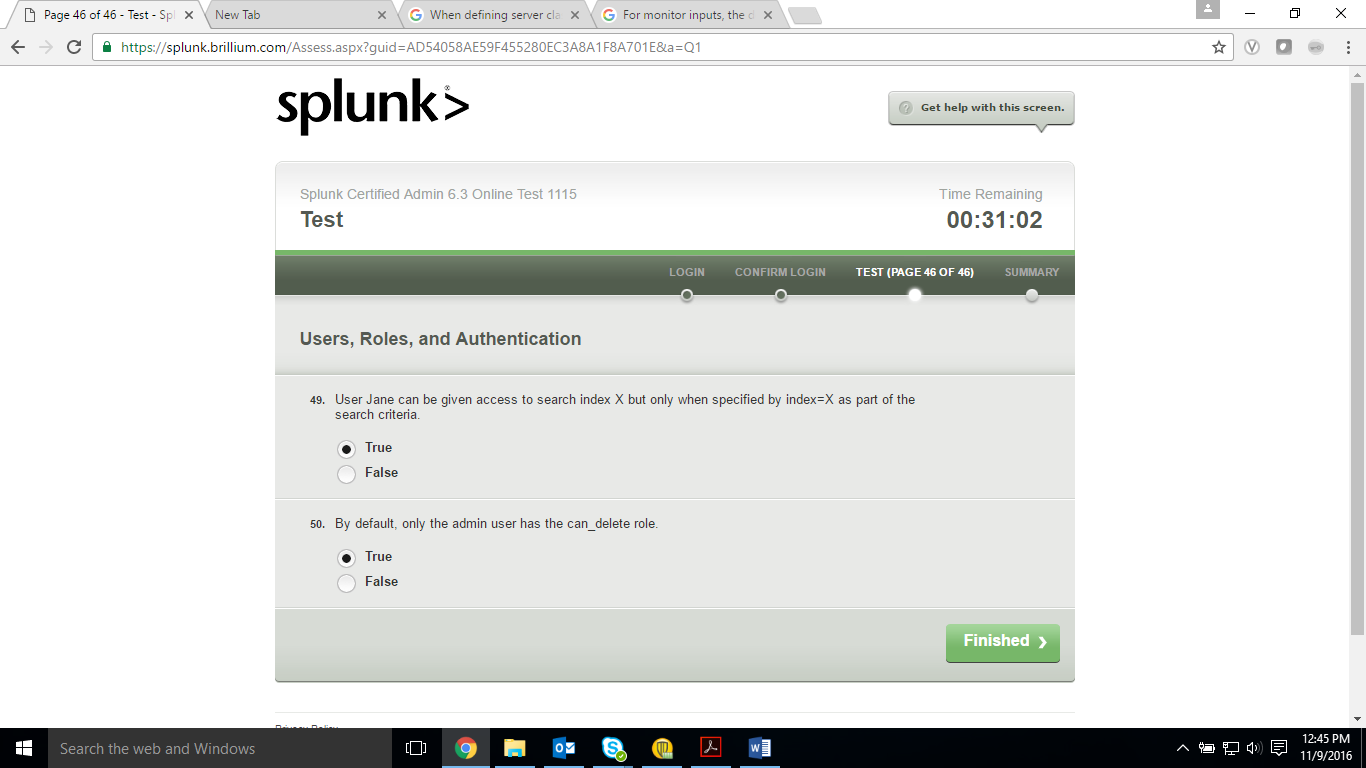 Page 46 of 46 - Test - Spl
New Tab
When defining server cla
For monitor inputs, the d
https://splunk.brillium.com/Assess.aspx?guid=AD54058AE59F455280EC3A8A1F8A701E&a=Q1
splunk>
Get help with this screen.
Splunk Certified Admin 6.3 Online Test 1115
Time Remaining
Test
00:31:02
LOGIN
CONFIRM LOGIN
TEST (PAGE 46 OF 46)
SUMMARY
Users, Roles, and Authentication
49. User Jane can be given access to search index X but only when specified by index=X as part of the
search criteria.
True
False
50. By default, only the admin user has the can_delete role.
True
False
Finished
Privacy Policy
Search the web and Windows
12:45 PM
11/9/2016